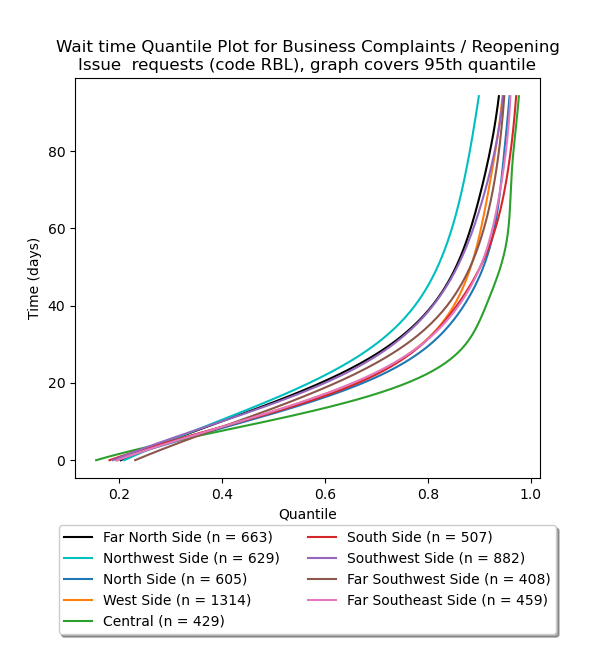 Wait time Quantile Plot for Business Complaints / Reopening
Issue  requests (code RBL), graph covers 95th quantile
Time (days)
80
60
40
20
0
0.2
0.4
0.6
0.8
1.0
Quantile
Far North Side (n = 663)
Northwest Side (n = 629)
North Side (n = 605)
West Side (n = 1314)
Central (n = 429)
South Side (n = 507)
Southwest Side (n = 882)
Far Southwest Side (n = 408)
Far Southeast Side (n = 459)